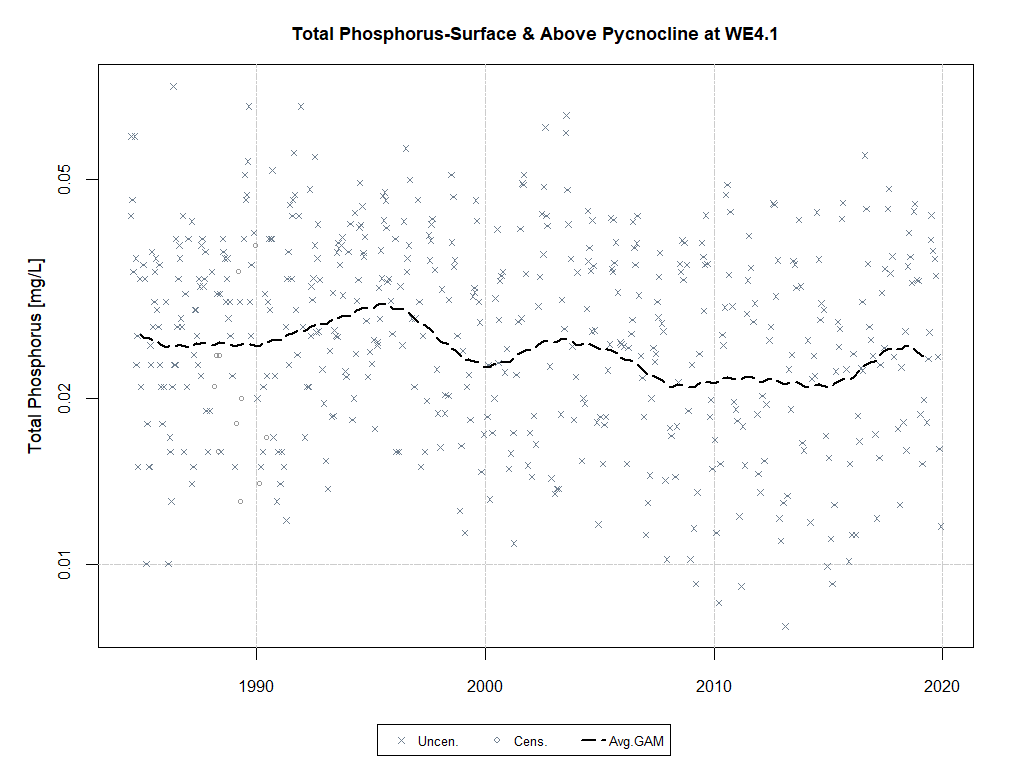 Total Phosphorus-Surface & Above Pycnocline at WE4.1
Total Phosphorus [mg/L]
0.05
0.02
0.01
1990 2000 2010 2020
Uncen. Cens. Avg.GAM